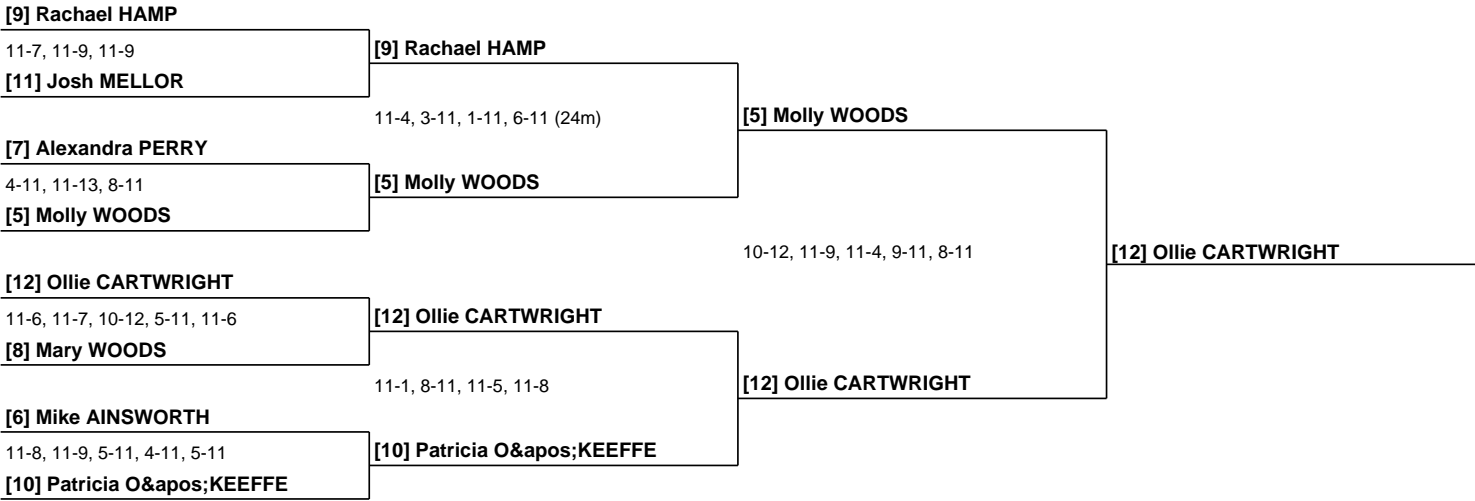 [9] Rachael HAMP
11-7, 11-9, 11-9
[9] Rachael HAMP
[11] Josh MELLOR
11-4, 3-11, 1-11, 6-11 (24m)
[5] Molly WOODS
[7] Alexandra PERRY
4-11, 11-13, 8-11
[5] Molly WOODS
[5] Molly WOODS
10-12, 11-9, 11-4, 9-11, 8-11
[12] Ollie CARTWRIGHT
[12] Ollie CARTWRIGHT
11-6, 11-7, 10-12, 5-11, 11-6
[12] Ollie CARTWRIGHT
[8] Mary WOODS
11-1, 8-11, 11-5, 11-8
[12] Ollie CARTWRIGHT
[6] Mike AINSWORTH
11-8, 11-9, 5-11, 4-11, 5-11
[10] Patricia O&apos;KEEFFE
[10] Patricia O&apos;KEEFFE